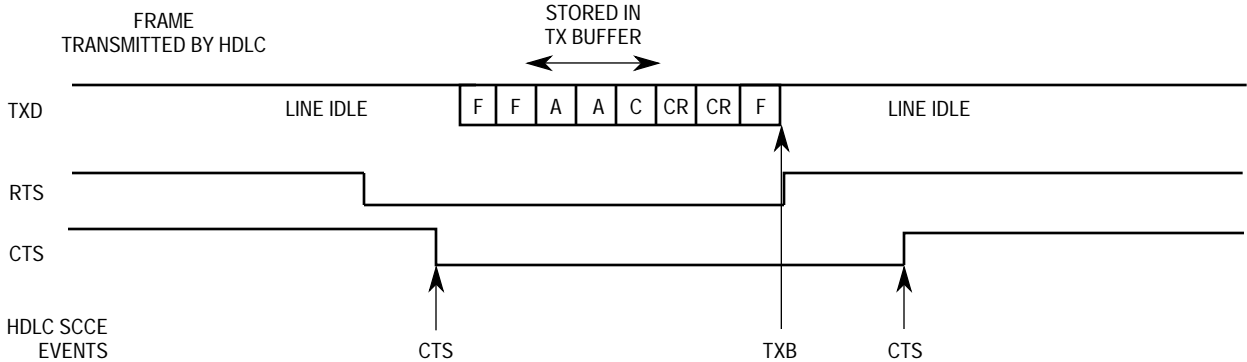 FRAME
TRANSMITTED BY HDLC
STORED IN
TX BUFFER
TXD
LINE IDLE
F F A A C CR CR F
LINE IDLE
RTS
CTS
HDLC SCCE
EVENTS
CTS
TXB
CTS